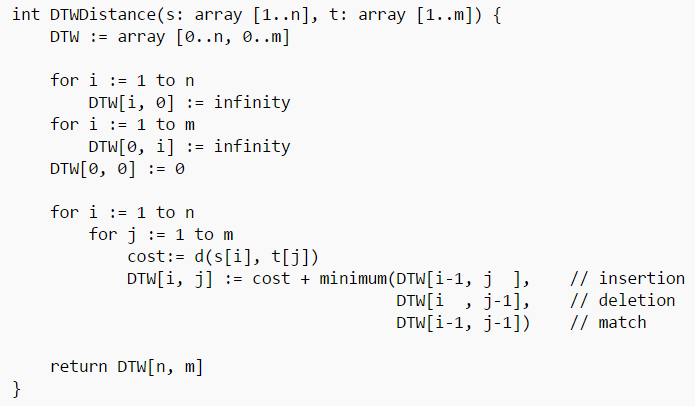 int DTWDistance(s: array [1..n], t: array [1..m]) {
    DTW := array [0..n, 0..m]

    for i := 1 to n
        DTW[i, 0] := infinity
    for i := 1 to m
        DTW[0, i] := infinity
    DTW[0, 0] := 0

    for i := 1 to n
        for j := 1 to m
            cost:= d(s[i], t[j])
            DTW[i, j] := cost + minimum(DTW[i-1, j  ],    // insertion
                                        DTW[i  , j-1],    // deletion
                                        DTW[i-1, j-1])    // match

    return DTW[n, m]
}